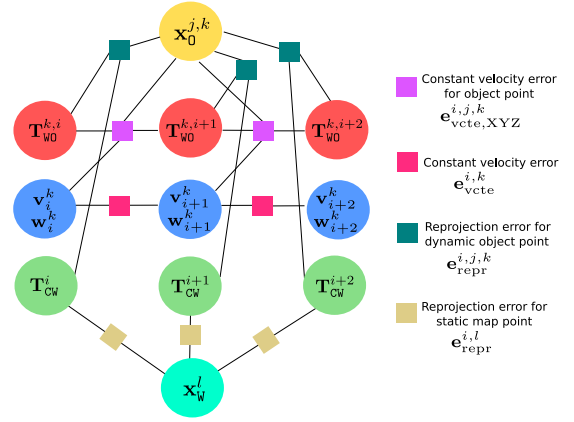 x_O^{j,k}
T_{WO}^{k,i}
T_{WO}^{k,i+1}
T_{WO}^{k,i+2}
v_i^k
w_i^k
v_{i+1}^k
w_{i+1}^k
v_{i+2}^k
w_{i+2}^k
T_{CW}^i
T_{CW}^{i+1}
T_{CW}^{i+2}
x_W^l
Constant velocity error
for object point
e_{vcte,XYZ}^{i,j,k}
Constant velocity error
e_{vcte}^{i,k}
Reprojection error for
dynamic object point
e_{repr}^{i,j,k}
Reprojection error for
static map point
e_{repr}^{i,l}